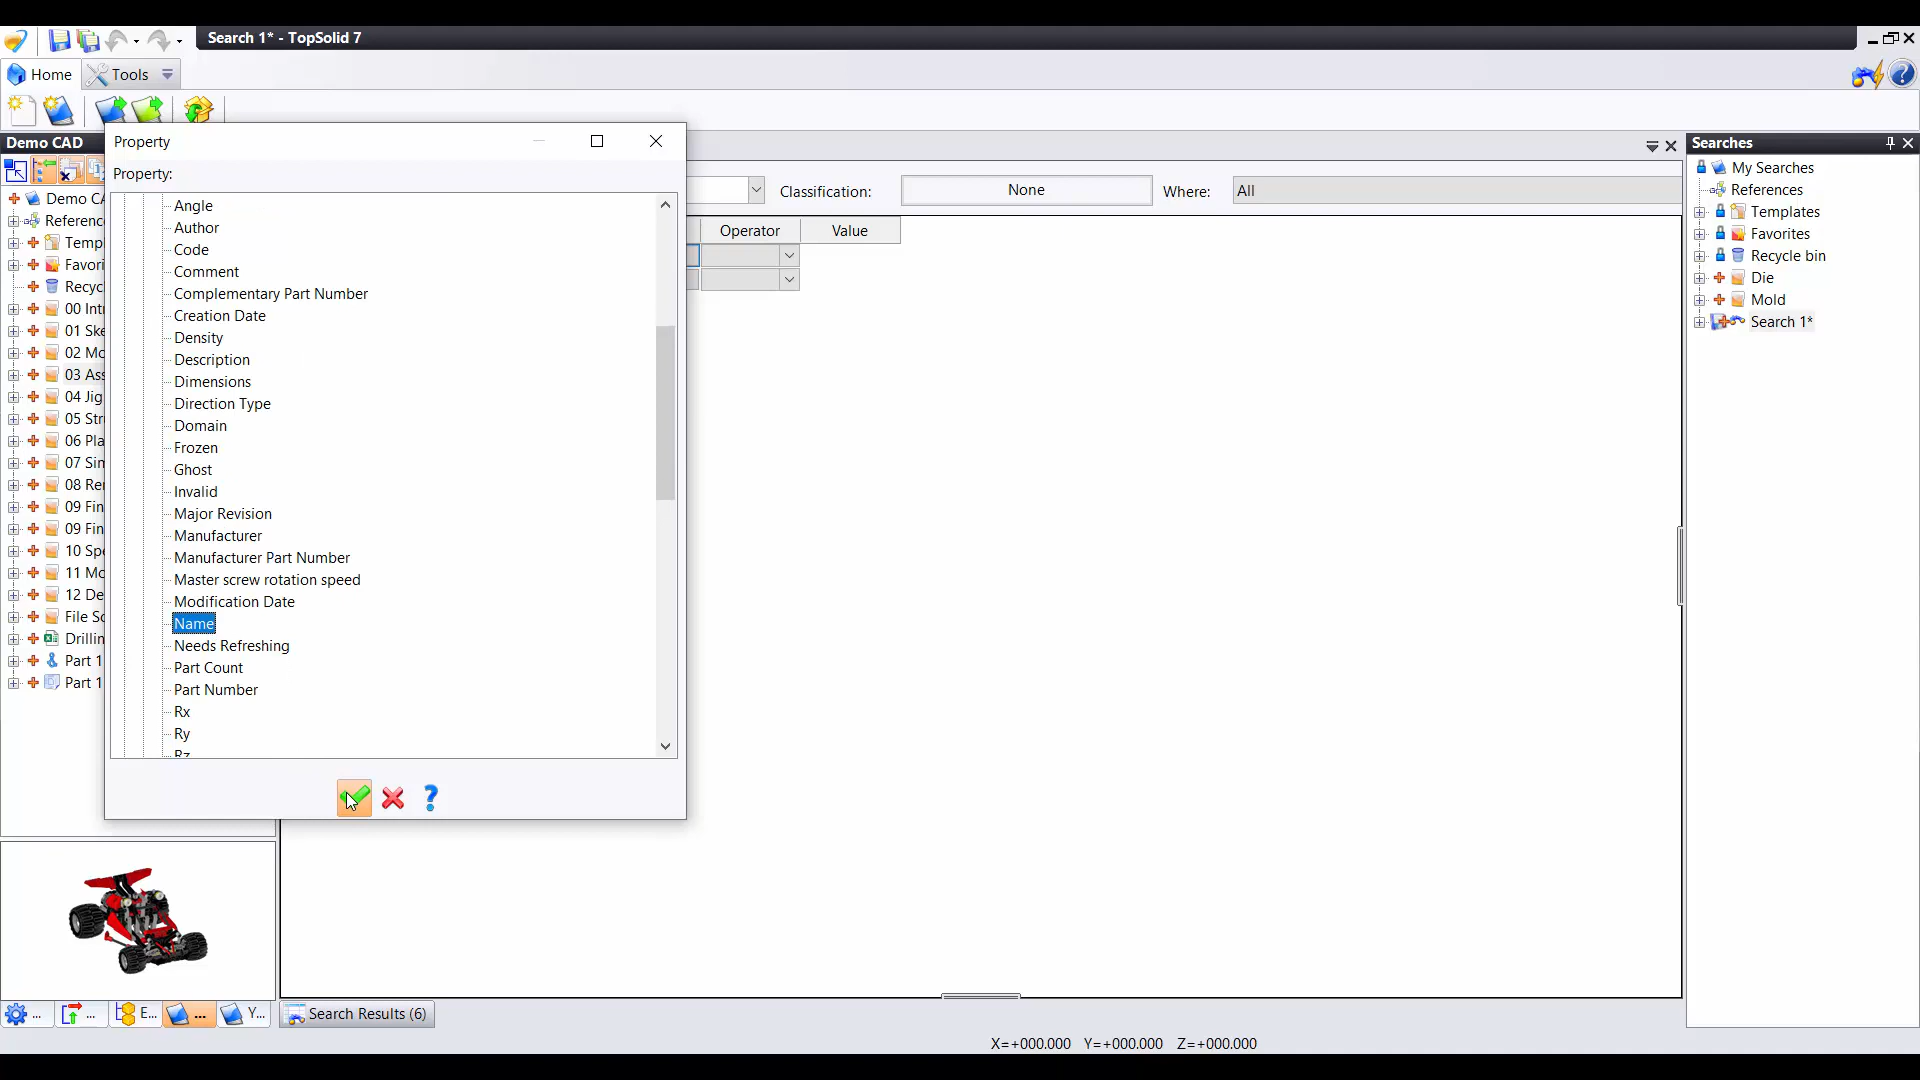 Search 1* - TopSolid 7
Home
Tools
Demo CAD
Property
Property:
Angle
Author
Code
Comment
Complementary Part Number
Creation Date
Density
Description
Dimensions
Direction Type
Domain
Frozen
Ghost
Invalid
Major Revision
Manufacturer
Manufacturer Part Number
Master screw rotation speed
Modification Date
Name
Needs Refreshing
Part Count
Part Number
Rx
Ry
Rz
Demo CA
Referenc
Temp
Favori
Recyc
00 Intr
01 Ske
02 Mo
03 Ass
04 Jig
05 Str
06 Pla
07 Sin
08 Rer
09 Fin
09 Fin
10 Spe
11 Mo
12 De
File Sc
Drillin
Part 1
Part 1
Classification: None Where: All
Operator Value
Searches
My Searches
References
Templates
Favorites
Recycle bin
Die
Mold
Search 1*
... ... E... ... Y...
Search Results (6)
X=+000.000 Y=+000.000 Z=+000.000